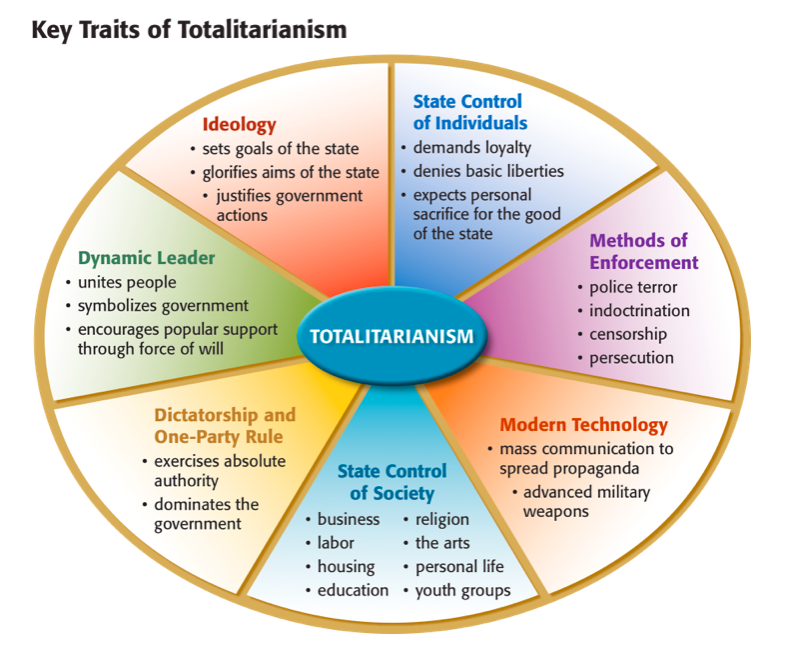 Key Traits of Totalitarianism
Ideology
• sets goals of the state
• glorifies aims of the state
• justifies government
actions
State Control
of Individuals
• demands loyalty
• denies basic liberties
• expects personal
sacrifice for the good
of the state
Methods of
Enforcement
• police terror
• indoctrination
• censorship
• persecution
Dynamic Leader
• unites people
• symbolizes government
• encourages popular support
through force of will
TOTALITARIANISM
Dictatorship and
One-Party Rule
• exercises absolute
authority
• dominates the
government
State Control
of Society
• business
• labor
• housing
• education
• religion
• the arts
• personal life
• youth groups
Modern Technology
• mass communication to
spread propaganda
• advanced military
weapons